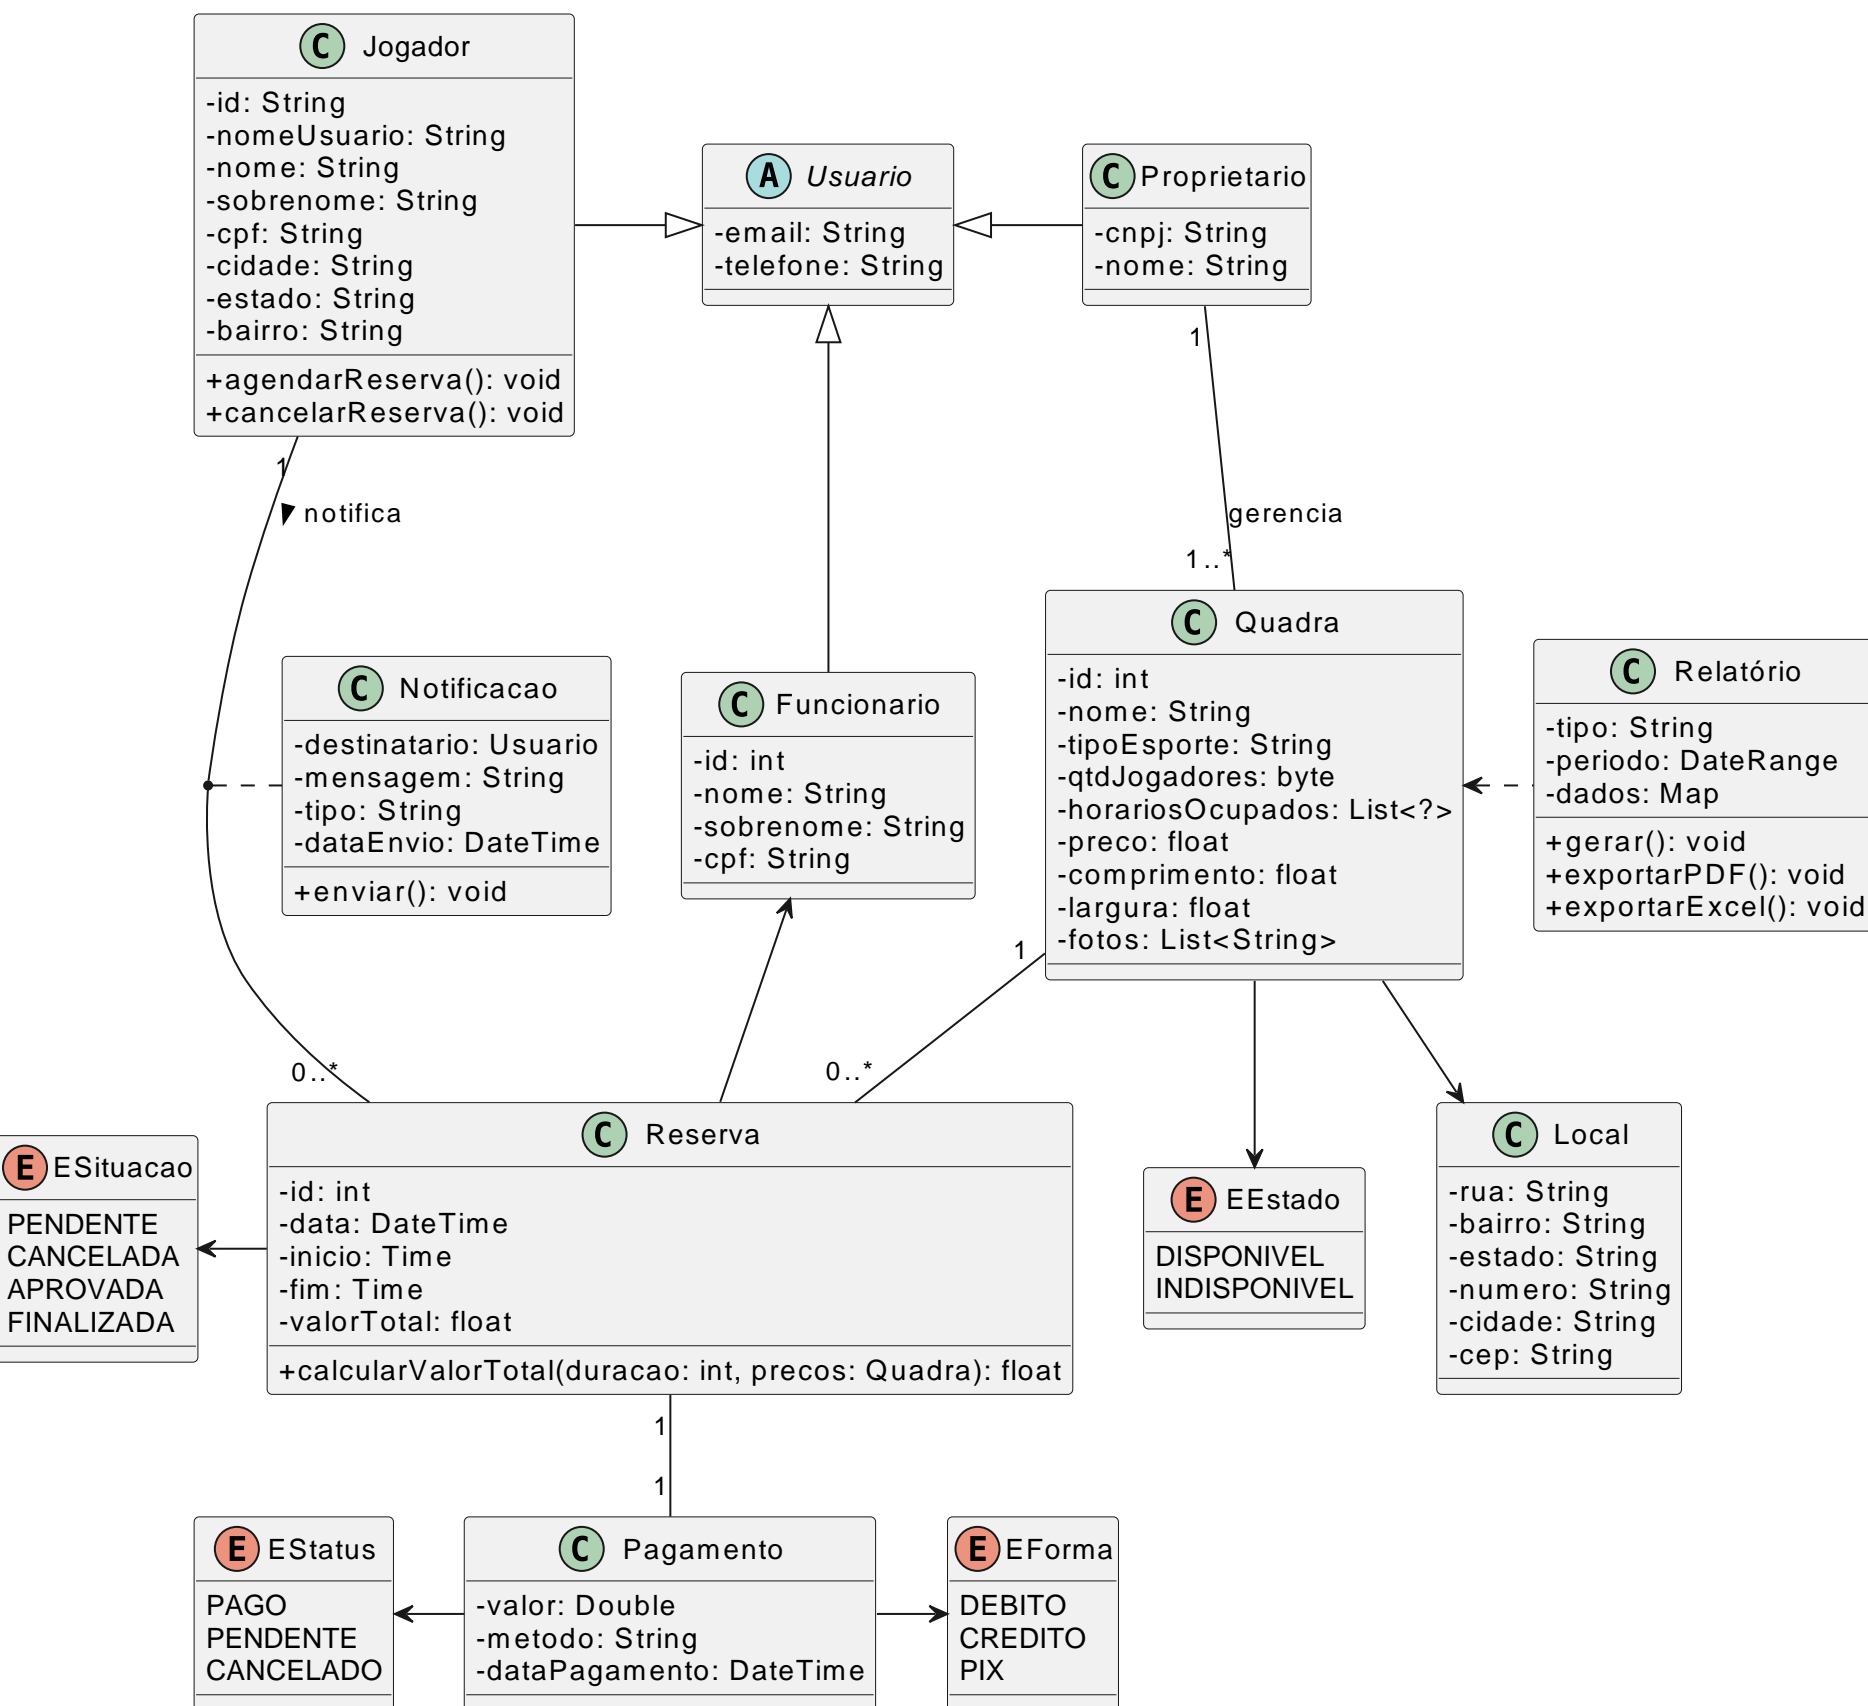 C Jogador
-id: String
-nomeUsuario: String
-nome: String
-sobrenome: String
-cpf: String
-cidade: String
-estado: String
-bairro: String
+agendarReserva(): void
+cancelarReserva(): void
A Usuario
-email: String
-telefone: String
C Proprietario
-cnpj: String
-nome: String
1
notifica
0..*
1
gerencia
1..*
C Notificacao
-destinatario: Usuario
-mensagem: String
-tipo: String
-dataEnvio: DateTime
+enviar(): void
C Funcionario
-id: int
-nome: String
-sobrenome: String
-cpf: String
C Quadra
-id: int
-nome: String
-tipoEsporte: String
-qtdJogadores: byte
-horariosOcupados: List<?>
-preco: float
-comprimento: float
-largura: float
-fotos: List<String>
C Relatório
-tipo: String
-periodo: DateRange
-dados: Map
+gerar(): void
+exportarPDF(): void
+exportarExcel(): void
1
0..*
E ESituacao
PENDENTE
CANCELADA
APROVADA
FINALIZADA
C Reserva
-id: int
-data: DateTime
-inicio: Time
-fim: Time
-valorTotal: float
+calcularValorTotal(duracao: int, precos: Quadra): float
E EEstado
DISPONIVEL
INDISPONIVEL
C Local
-rua: String
-bairro: String
-estado: String
-numero: String
-cidade: String
-cep: String
1
1
E EStatus
PAGO
PENDENTE
CANCELADO
C Pagamento
-valor: Double
-metodo: String
-dataPagamento: DateTime
E EForma
DEBITO
CREDITO
PIX